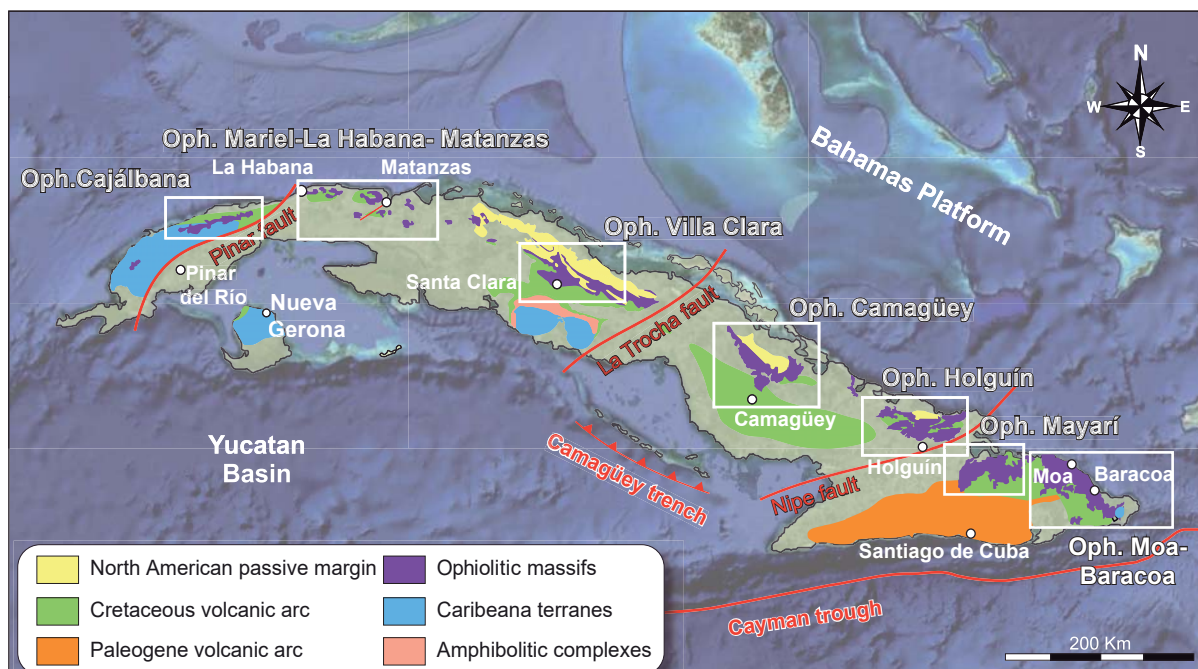 N
W
E
S
Oph. Mariel-La Habana- Matanzas
La Habana
Matanzas
Oph.Cajálbana
Pinar fault
Pinar
del Río
Nueva
Gerona
Bahamas
Platform
Oph. Villa Clara
Santa Clara
La Trocha fault
Oph. Camagüey
Camagüey
Oph. Holguín
Holguín
Oph. Mayarí
Moa
Baracoa
Yucatan
Basin
Camagüey trench
Nipe fault
Santiago de Cuba
Oph. Moa-
Baracoa
Cayman trough
200 Km
North American passive margin
Cretaceous volcanic arc
Paleogene volcanic arc
Ophiolitic massifs
Caribeana terranes
Amphibolitic complexes